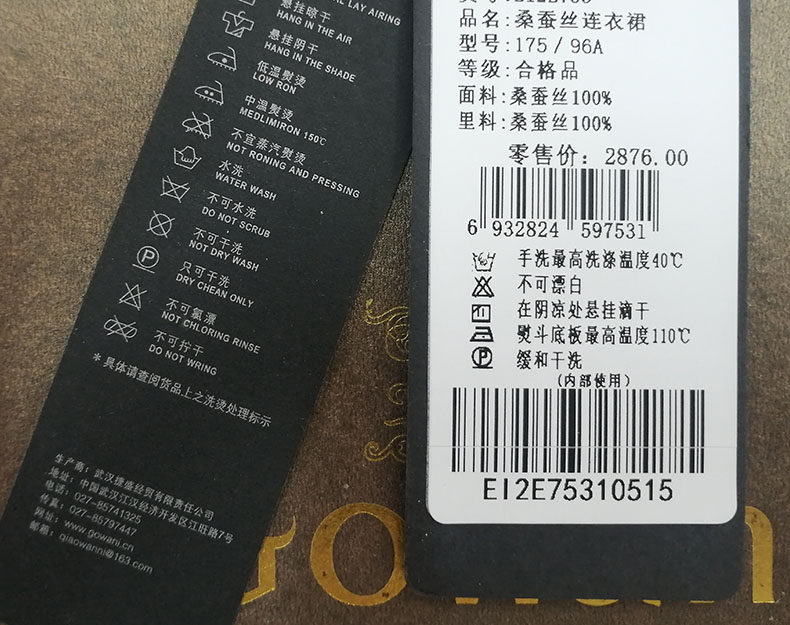 LAY AIRING
悬挂晾干
HANG IN THE AIR
悬挂阴干
HANG IN THE SHADE
低温熨烫
LOW RON
中温熨烫
MEDLIMIRON 150℃
不宜蒸汽熨烫
NOT RONING AND PRESSING
水洗
WATER WASH
不可水洗
DO NOT SCRUB
不可干洗
NOT DRY WASH
只可干洗
DRY CHEAN ONLY
不可氯漂
NOT CHLORING RINSE
不可拧干
DO NOT WRING
*具体请查阅货品上之洗烫处理标示
生产商：武汉捷盛经贸有限责任公司
地址：中国武汉江汉经济开发区江旺路7号
电话：027-85741325
传真：027-85797447
网址：www.gowani.cn
邮箱：qiaowanni@163.com
品名:桑蚕丝连衣裙
型号:175/96A
等级:合格品
面料:桑蚕丝100%
里料:桑蚕丝100%
零售价: 2876.00
6 932824 597531
手洗最高洗涤温度40℃
不可漂白
在阴凉处悬挂滴干
熨斗底板最高温度110℃
缓和干洗
(内部使用)
EI2E75310515